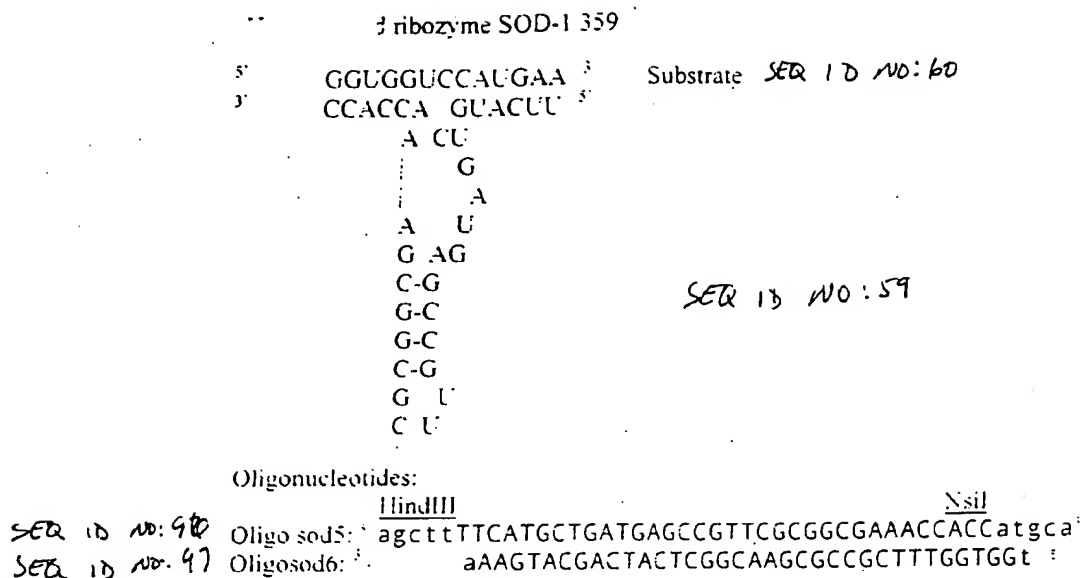 ribozyme SOD-1 359
5' GGUGGUCCAUGAA 3' Substrate SEQ ID NO: 60
3' CCACCA GUACUU 5'
A CU
G
A
A U
G AG
C-G SEQ ID NO: 59
G-C
G-C
C-G
G U
C U
Oligonucleotides:
HindIII NsiI
SEQ ID NO: Oligo sod5: agcttTTCATGCTGATGAGCCGTTCGCGGCGAAACCACCatgca
SEQ ID NO. 97 Oligosod6: aAAGTACGACTACTCGGCAAGCGCCGCTTTGGTGGt